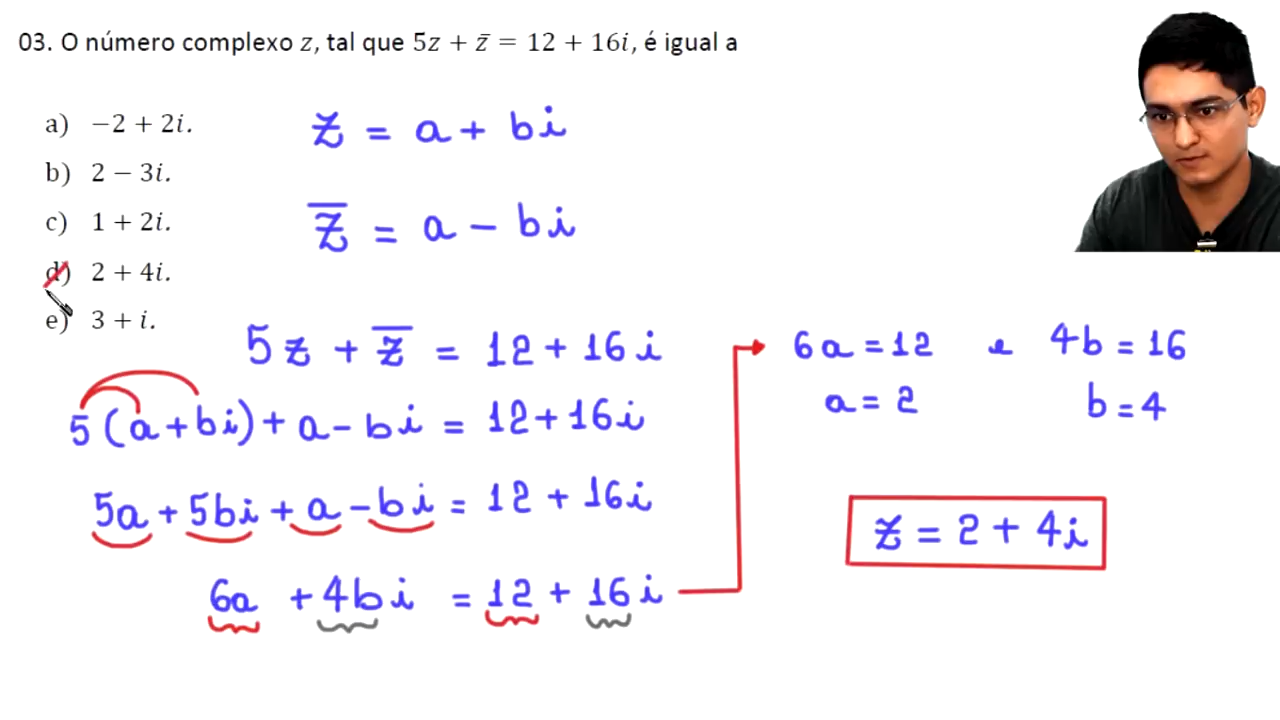 03. O número complexo z, tal que 5z + z̄ = 12 + 16i, é igual a
a) −2 + 2i.
b) 2 − 3i.
c) 1 + 2i.
d) 2 + 4i.
e) 3 + i.
z = a + bi
z̄ = a − bi
5z + z̄ = 12 + 16i
5(a + bi) + a − bi = 12 + 16i
5a + 5bi + a − bi = 12 + 16i
6a + 4bi = 12 + 16i
6a = 12 e 4b = 16
a = 2 b = 4
z = 2 + 4i